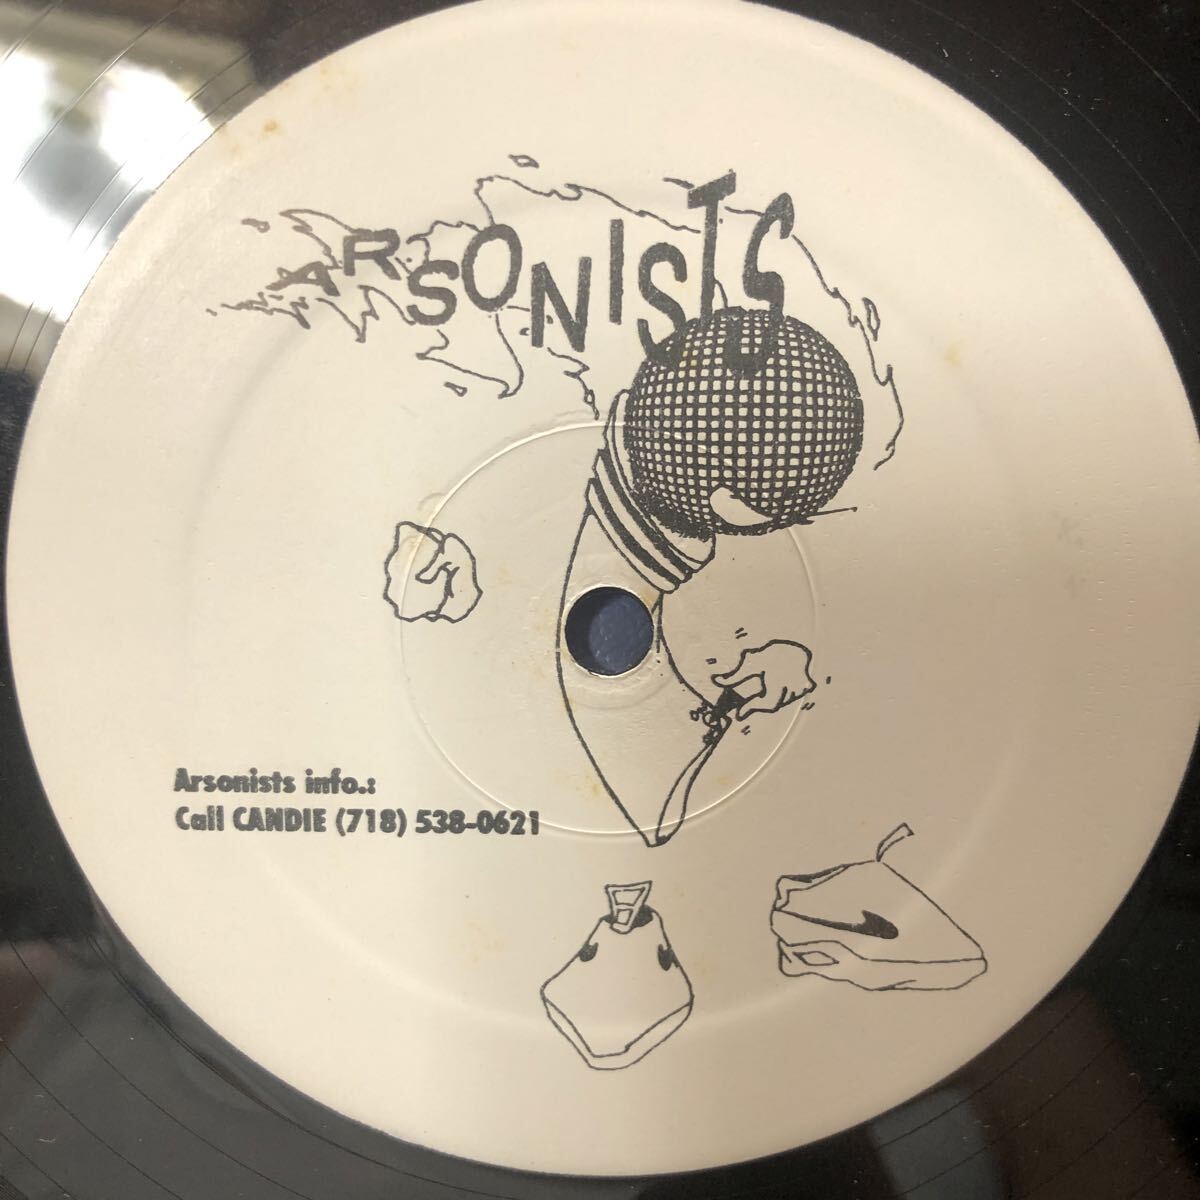 ARSONISTS
Arsonists info.:
Call CANDIE (718) 538-0621